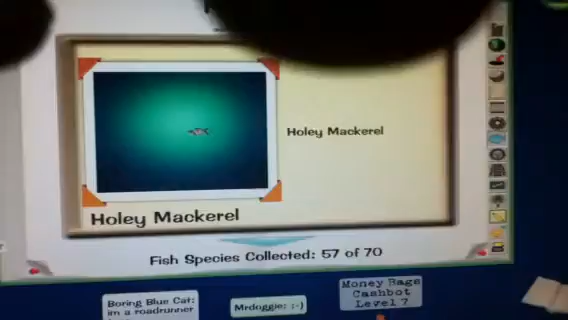 Holey Mackerel
Holey Mackerel
Fish Species Collected: 57 of 70
Boring Blue Cat:
im a roadrunner
Mrdoggie: :-)
Money Bags
Cashbot
Level 7